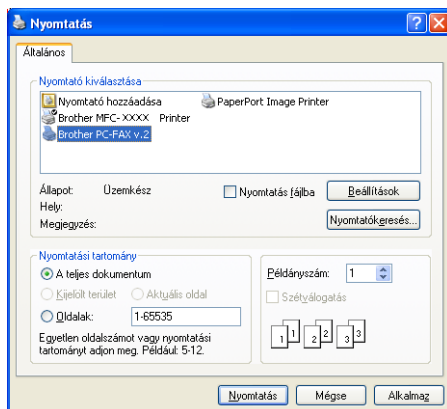 Nyomtatás
Általános
Nyomtató kiválasztása
Nyomtató hozzáadása PaperPort Image Printer
Brother MFC-XXXX Printer
Brother PC-FAX v.2
Állapot: Üzemkész Nyomtatás fájlba Beállítások
Hely:
Megjegyzés: Nyomtatókeresés...
Nyomtatási tartomány
A teljes dokumentum Példányszám: 1
Kijelölt terület Aktuális oldal Szétválogatás
Oldalak: 1-65535
Egyetlen oldalszámot vagy nyomtatási
tartományt adjon meg. Például: 5-12.
1 1 2 2 3 3
Nyomtatás Mégse Alkalmaz